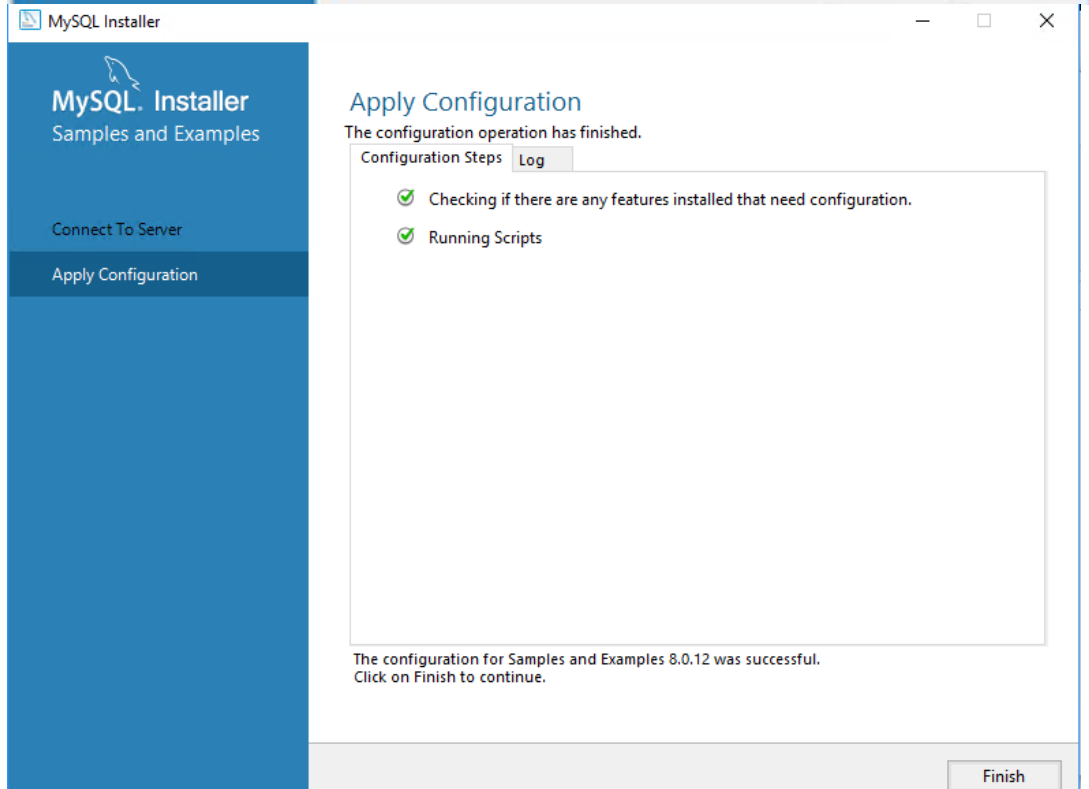 MySQL Installer
MySQL. Installer
Samples and Examples
Connect To Server
Apply Configuration
Apply Configuration
The configuration operation has finished.
Configuration Steps
Log
Checking if there are any features installed that need configuration.
Running Scripts
The configuration for Samples and Examples 8.0.12 was successful.
Click on Finish to continue.
Finish